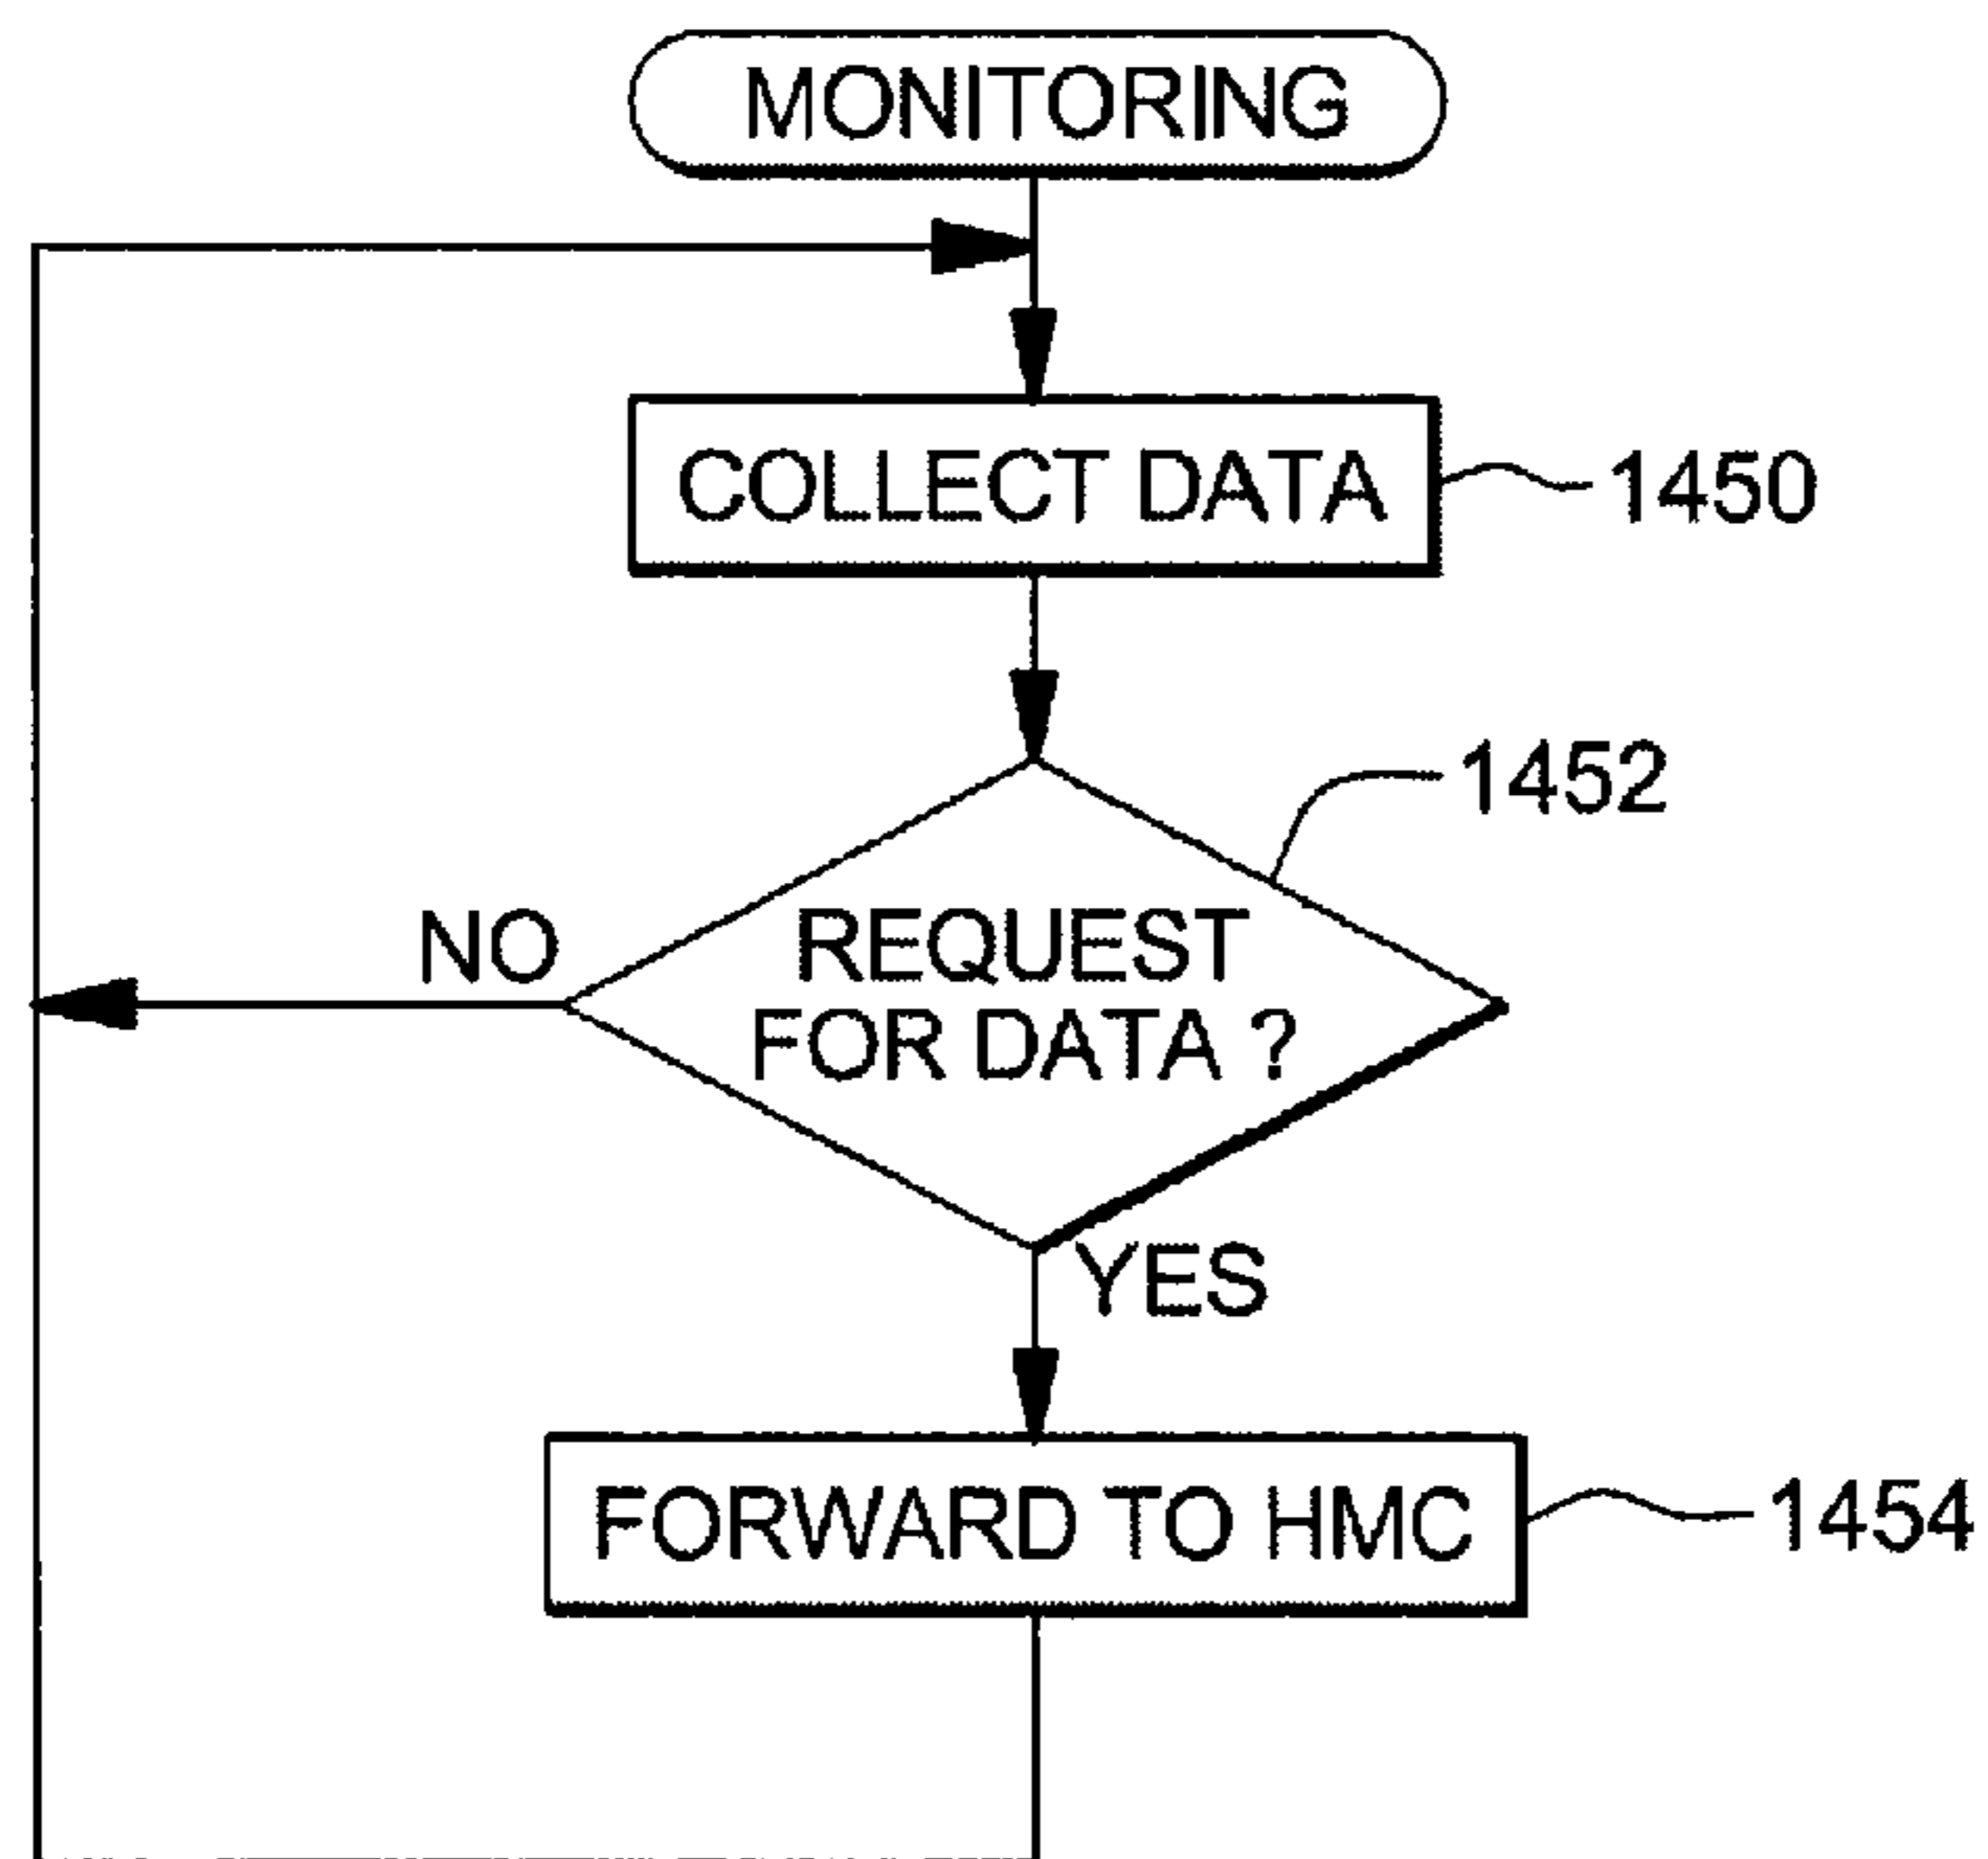 MONITORING
COLLECT DATA
1450
1452
NO
REQUEST
FOR DATA ?
YES
FORWARD TO HMC
1454